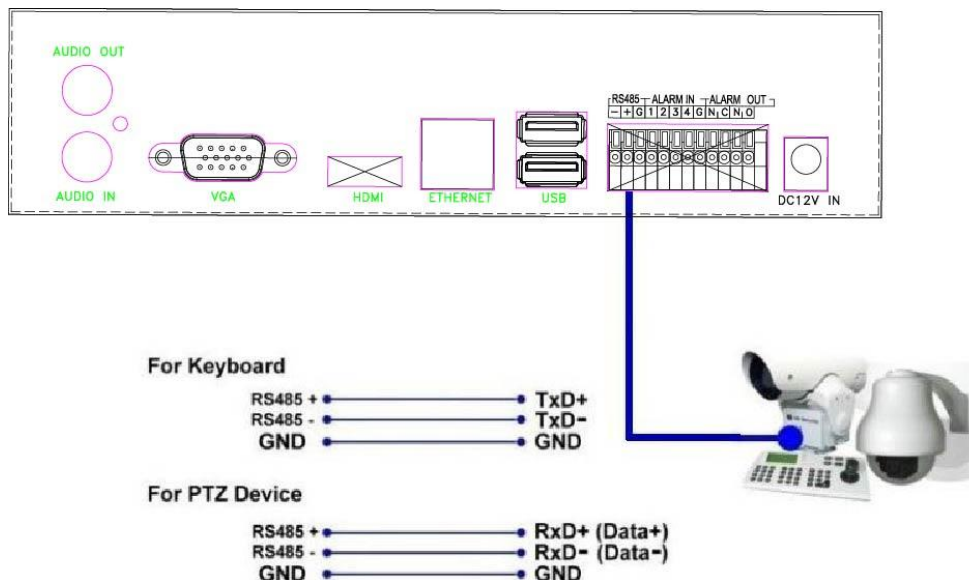 AUDIO OUT
RS485 ALARM IN ALARM OUT
- + G 1 2 3 4 G N C N O
AUDIO IN
VGA
HDMI
ETHERNET
USB
DC12V IN
For Keyboard
RS485 + TxD+
RS485 - TxD-
GND GND
For PTZ Device
RS485 + RxD+ (Data+)
RS485 - RxD- (Data-)
GND GND